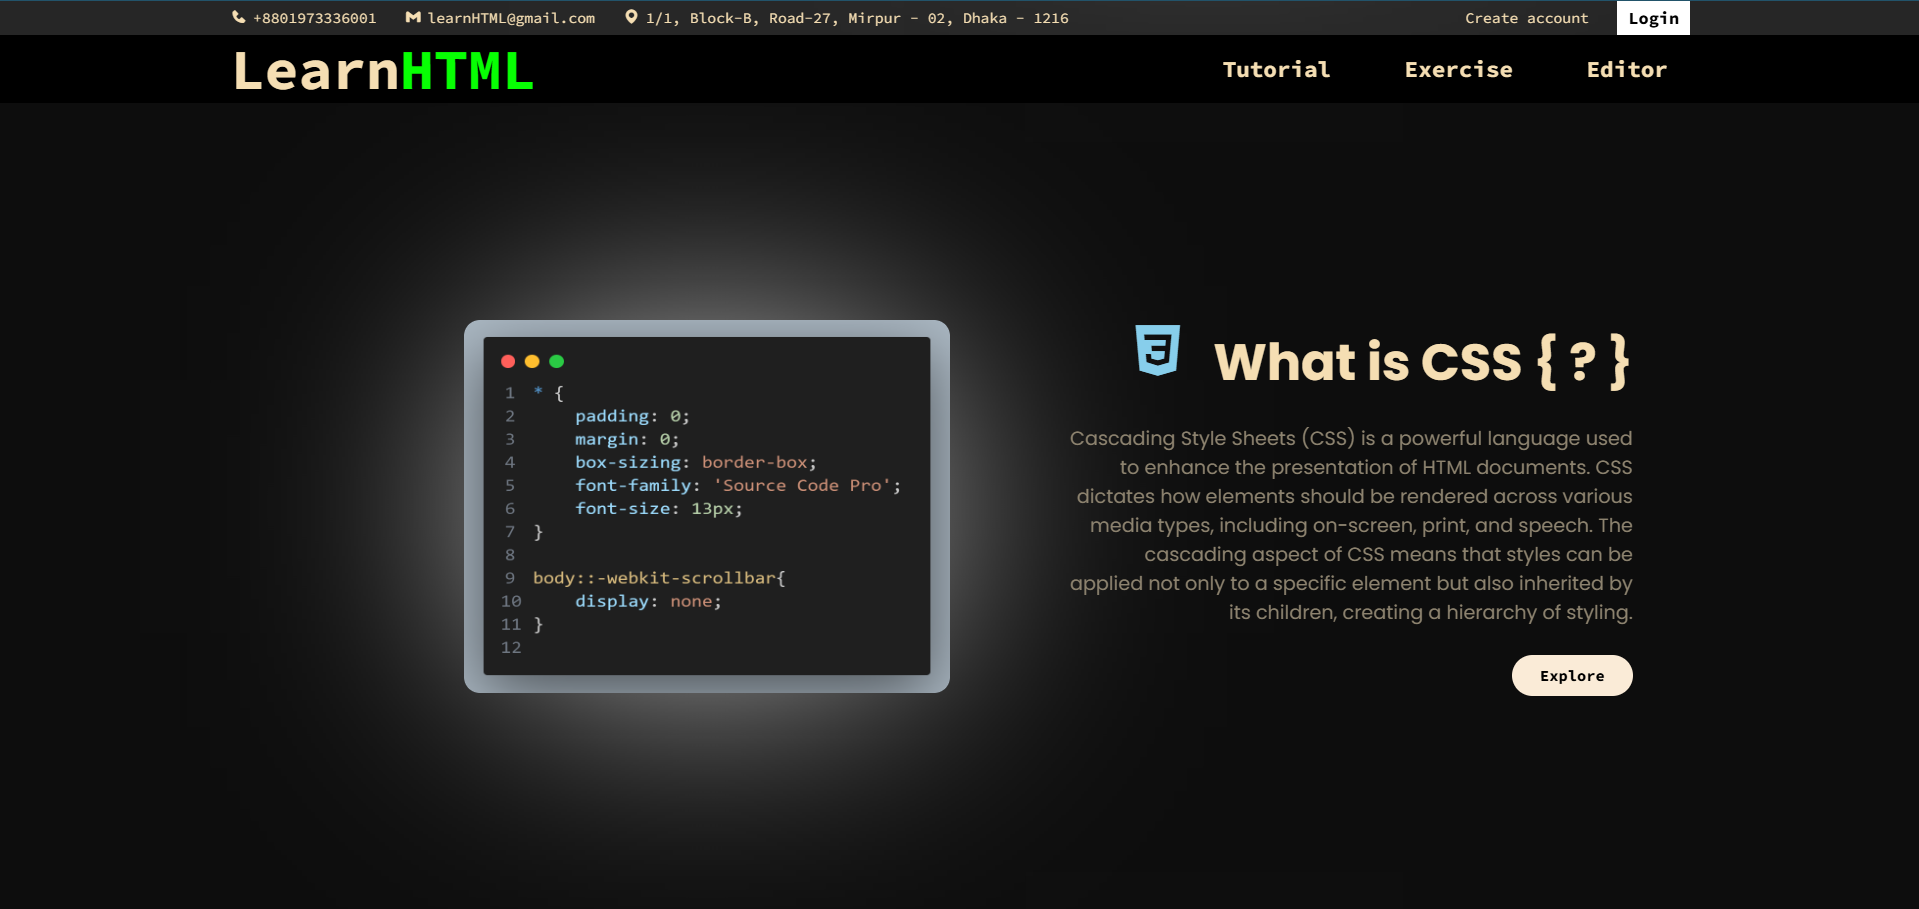 +8801973336001 learnHTML@gmail.com 1/1, Block-B, Road-27, Mirpur - 02, Dhaka - 1216 Create account Login
LearnHTML Tutorial Exercise Editor
1 * {
2 padding: 0;
3 margin: 0;
4 box-sizing: border-box;
5 font-family: 'Source Code Pro';
6 font-size: 13px;
7 }
8
9 body::-webkit-scrollbar{
10 display: none;
11 }
12
What is CSS { ? }
Cascading Style Sheets (CSS) is a powerful language used
to enhance the presentation of HTML documents. CSS
dictates how elements should be rendered across various
media types, including on-screen, print, and speech. The
cascading aspect of CSS means that styles can be
applied not only to a specific element but also inherited by
its children, creating a hierarchy of styling.
Explore